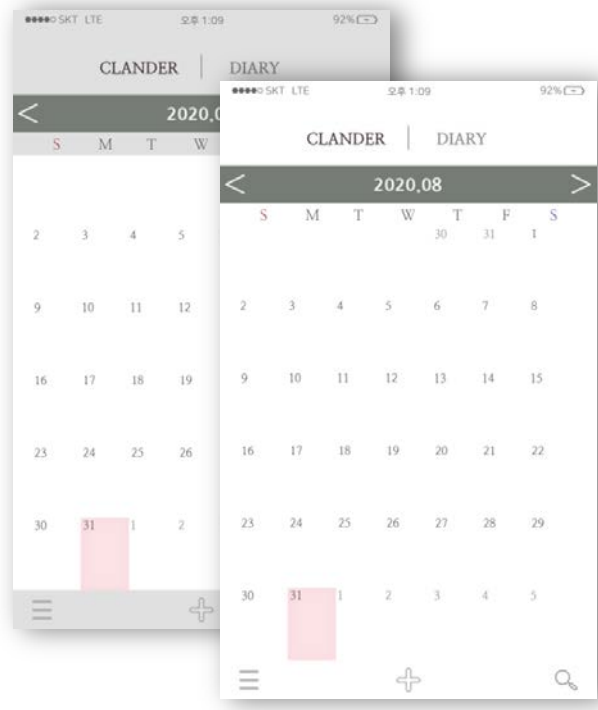 SKT LTE 오후 1:09 92%
CLANDER | DIARY
< 2020.0
S M T W
2 3 4 5
9 10 11 12
16 17 18 19
23 24 25 26
30 31 1 2
SKT LTE 오후 1:09 92%
CLANDER | DIARY
< 2020.08 >
S M T W T F S
30 31 1
2 3 4 5 6 7 8
9 10 11 12 13 14 15
16 17 18 19 20 21 22
23 24 25 26 27 28 29
30 31 1 2 3 4 5